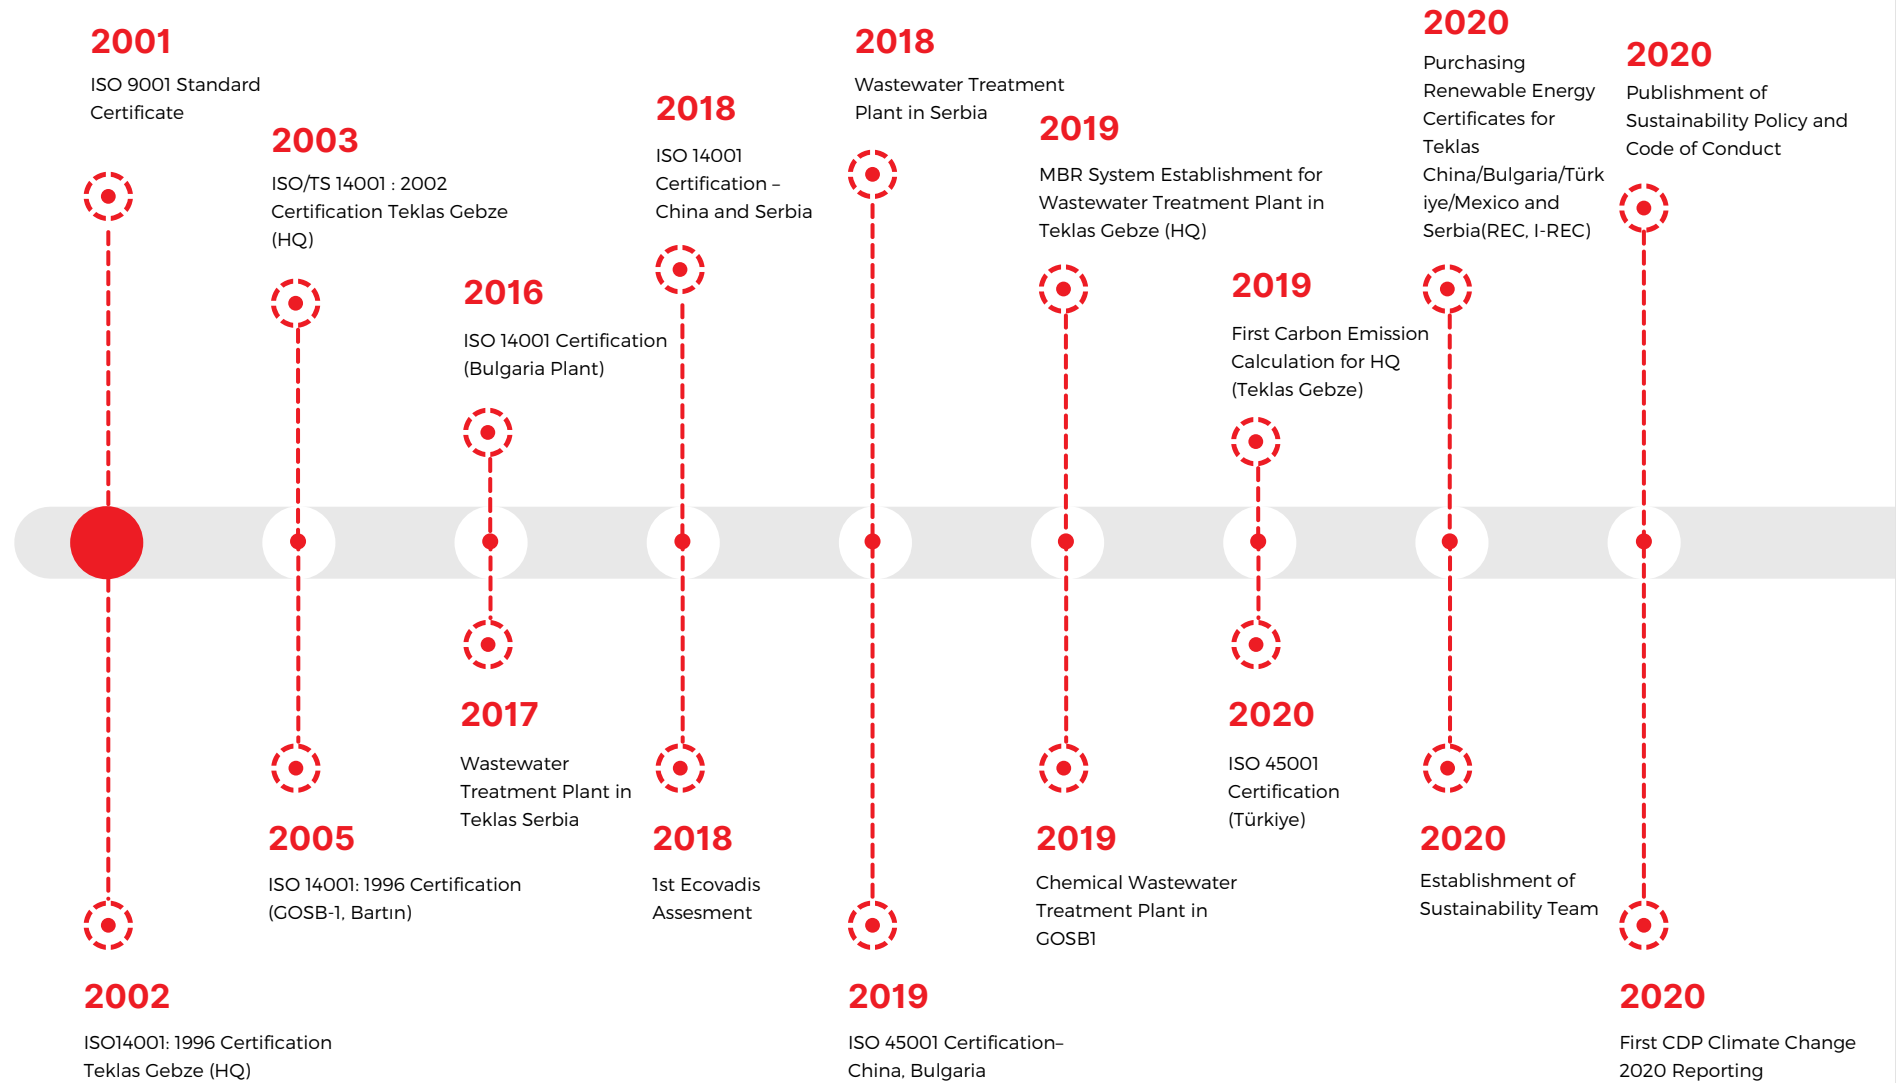 2001
ISO 9001 Standard
Certificate
2002
ISO14001: 1996 Certification
Teklas Gebze (HQ)
2003
ISO/TS 14001 : 2002
Certification Teklas Gebze
(HQ)
2005
ISO 14001: 1996 Certification
(GOSB-1, Bartın)
2016
ISO 14001 Certification
(Bulgaria Plant)
2017
Wastewater
Treatment Plant in
Teklas Serbia
2018
ISO 14001
Certification –
China and Serbia
2018
1st Ecovadis
Assesment
2018
Wastewater Treatment
Plant in Serbia
2019
ISO 45001 Certification–
China, Bulgaria
2019
MBR System Establishment for
Wastewater Treatment Plant in
Teklas Gebze (HQ)
2019
Chemical Wastewater
Treatment Plant in
GOSB1
2019
First Carbon Emission
Calculation for HQ
(Teklas Gebze)
2020
ISO 45001
Certification
(Türkiye)
2020
Purchasing
Renewable Energy
Certificates for
Teklas
China/Bulgaria/Türk
iye/Mexico and
Serbia(REC, I-REC)
2020
Establishment of
Sustainability Team
2020
Publishment of
Sustainability Policy and
Code of Conduct
2020
First CDP Climate Change
2020 Reporting